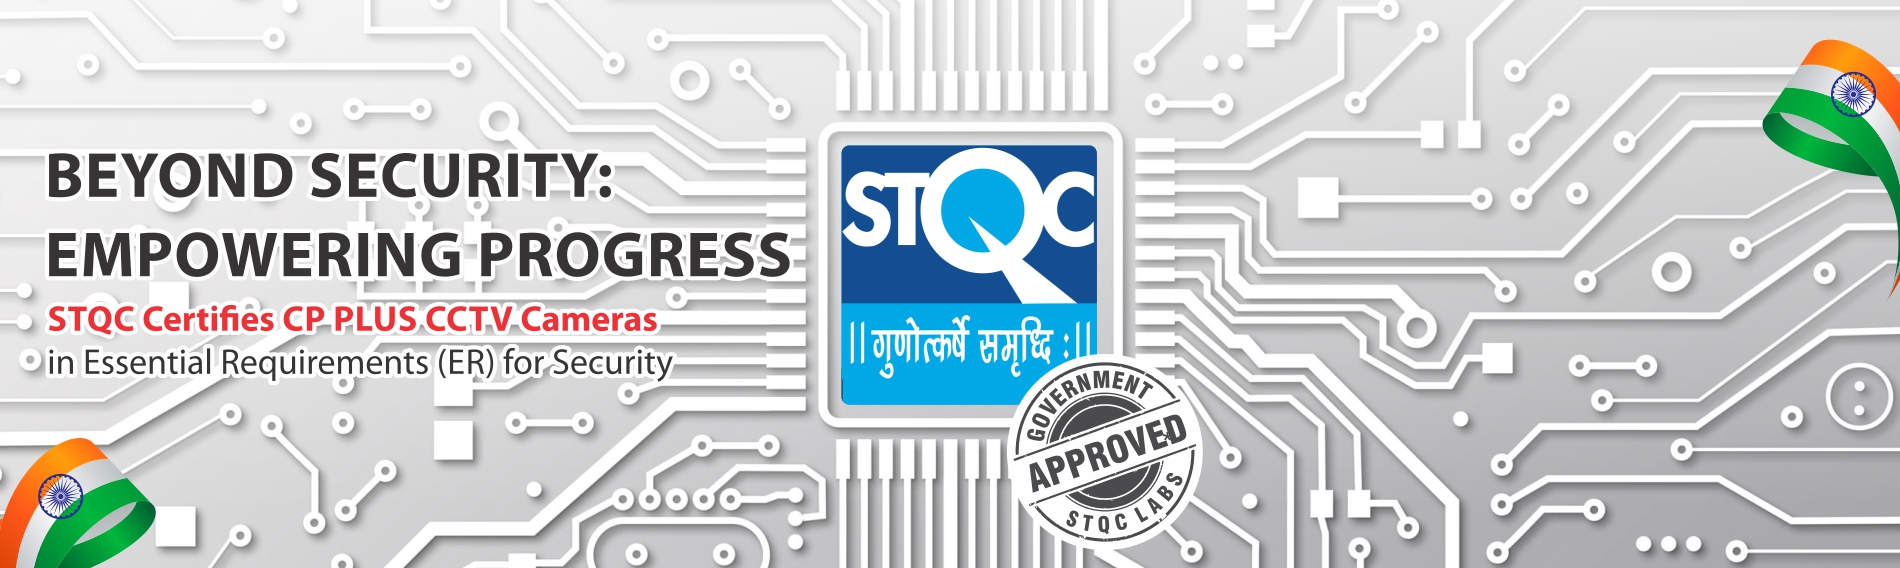 BEYOND SECURITY:
EMPOWERING PROGRESS
STQC Certifies CP PLUS CCTV Cameras
in Essential Requirements (ER) for Security
STQC
|| गुणोत्कर्षे समृध्दि : ||
GOVERNMENT
APPROVED
STQC LABS